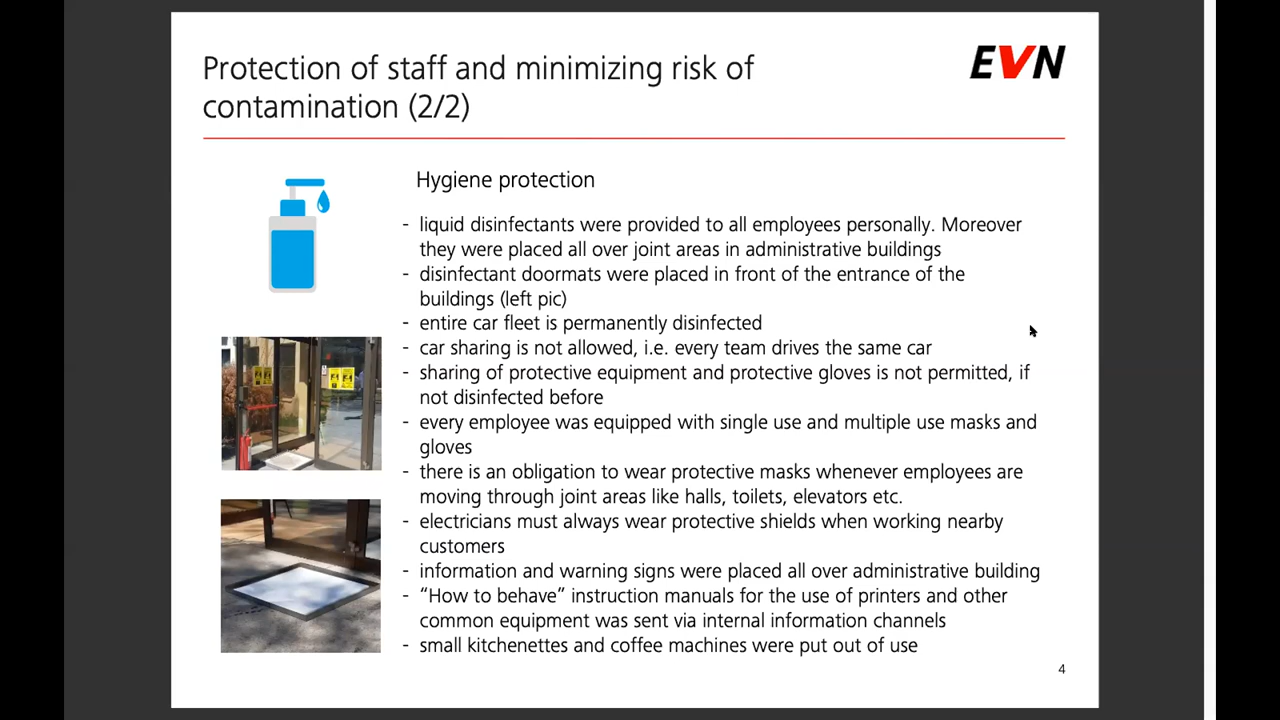 Protection of staff and minimizing risk of
contamination (2/2)
EVN
Hygiene protection
- liquid disinfectants were provided to all employees personally. Moreover
they were placed all over joint areas in administrative buildings
- disinfectant doormats were placed in front of the entrance of the
buildings (left pic)
- entire car fleet is permanently disinfected
- car sharing is not allowed, i.e. every team drives the same car
- sharing of protective equipment and protective gloves is not permitted, if
not disinfected before
- every employee was equipped with single use and multiple use masks and
gloves
- there is an obligation to wear protective masks whenever employees are
moving through joint areas like halls, toilets, elevators etc.
- electricians must always wear protective shields when working nearby
customers
- information and warning signs were placed all over administrative building
- “How to behave” instruction manuals for the use of printers and other
common equipment was sent via internal information channels
- small kitchenettes and coffee machines were put out of use
4